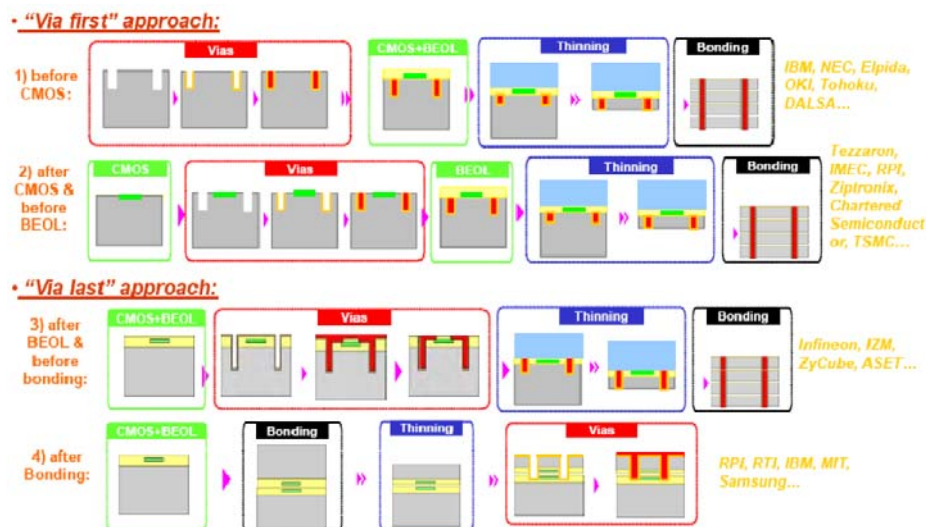 • "Via first" approach:
Vias
CMOS+BEOL
Thinning
Bonding
1) before
CMOS:
IBM, NEC, Elpida,
OKI, Tohoku,
DALSA...
2) after
CMOS &
before
BEOL:
CMOS
Vias
BEOL
Thinning
Bonding
Tezzaron,
IMEC, RPI,
Ziptronix,
Chartered
Semiconduct
or, TSMC...
• "Via last" approach:
3) after
BEOL &
before
bonding:
CMOS+BEOL
Vias
Thinning
Bonding
Infineon, IZM,
ZyCube, ASET...
4) after
Bonding:
CMOS+BEOL
Bonding
Thinning
Vias
RPI, RTI, IBM, MIT,
Samsung...